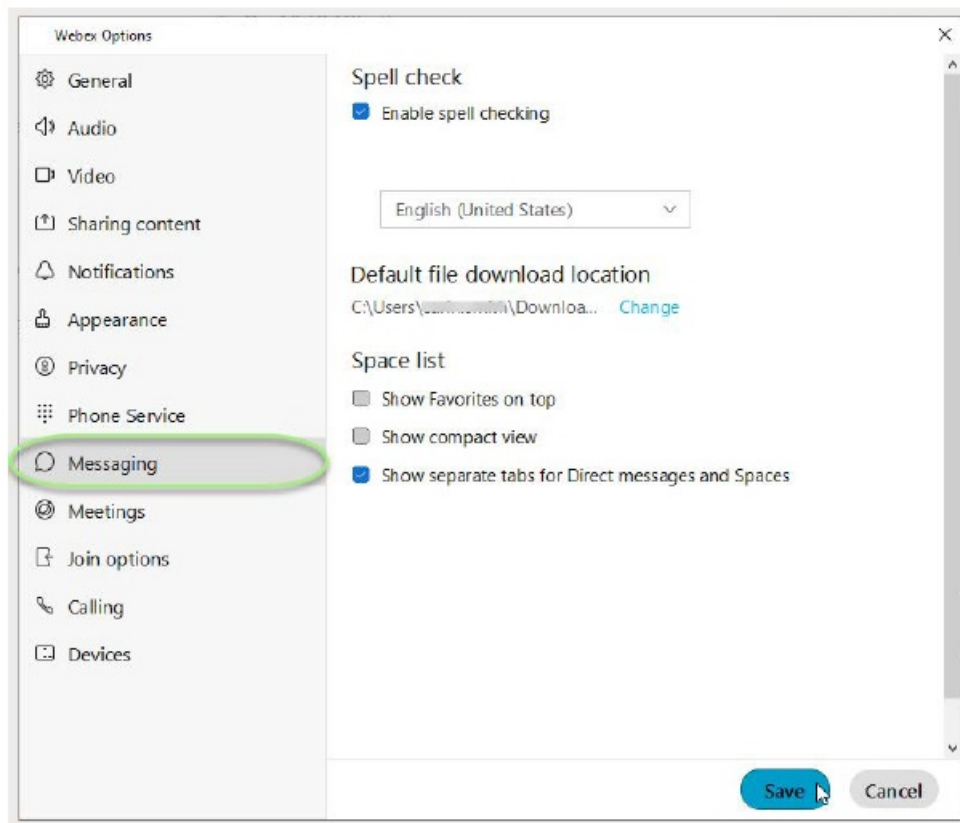 Webex Options
General
Audio
Video
Sharing content
Notifications
Appearance
Privacy
Phone Service
Messaging
Meetings
Join options
Calling
Devices
Spell check
Enable spell checking
English (United States)
Default file download location
C:\Users\ \Downloa... Change
Space list
Show Favorites on top
Show compact view
Show separate tabs for Direct messages and Spaces
Save Cancel